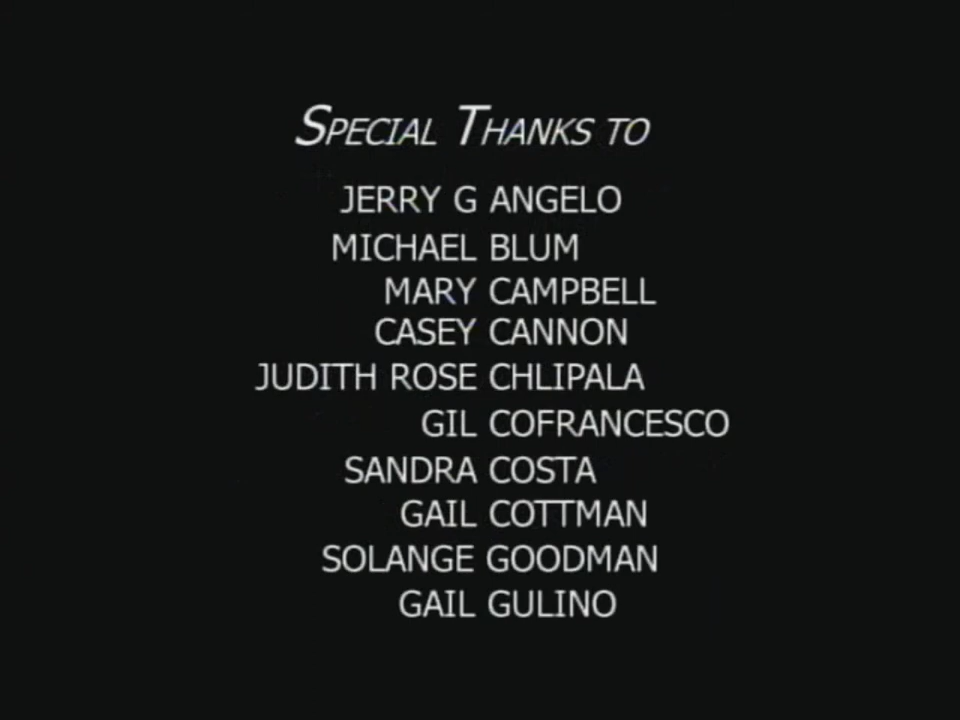 SPECIAL THANKS TO
JERRY G ANGELO
MICHAEL BLUM
MARY CAMPBELL
CASEY CANNON
JUDITH ROSE CHLIPALA
GIL COFRANCESCO
SANDRA COSTA
GAIL COTTMAN
SOLANGE GOODMAN
GAIL GULINO